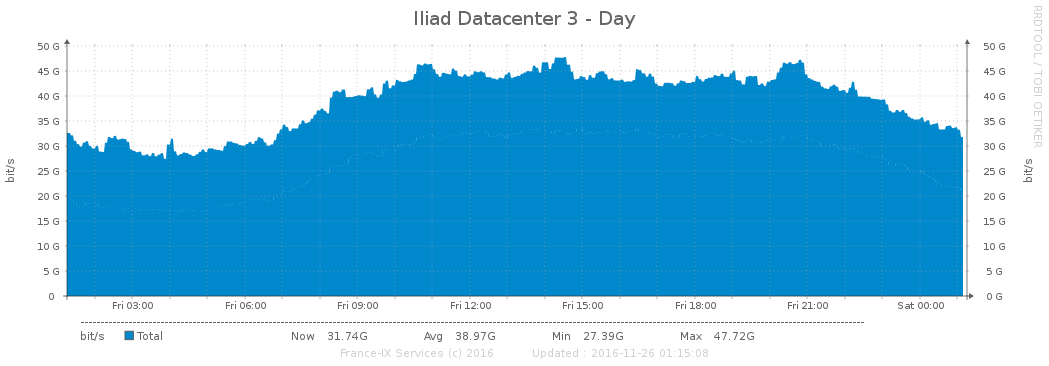 Iliad Datacenter 3 - Day
RRDTOOL / TOBI OETIKER
50 G 50 G
45 G 45 G
40 G 40 G
35 G 35 G
30 G 30 G
25 G 25 G
20 G 20 G
15 G 15 G
10 G 10 G
5 G 5 G
0 0 G
bit/s bit/s
Fri 03:00 Fri 06:00 Fri 09:00 Fri 12:00 Fri 15:00 Fri 18:00 Fri 21:00 Sat 00:00
bit/s Total Now 31.74G Avg 38.97G Min 27.39G Max 47.72G
France-IX Services (c) 2016 Updated : 2016-11-26 01:15:08